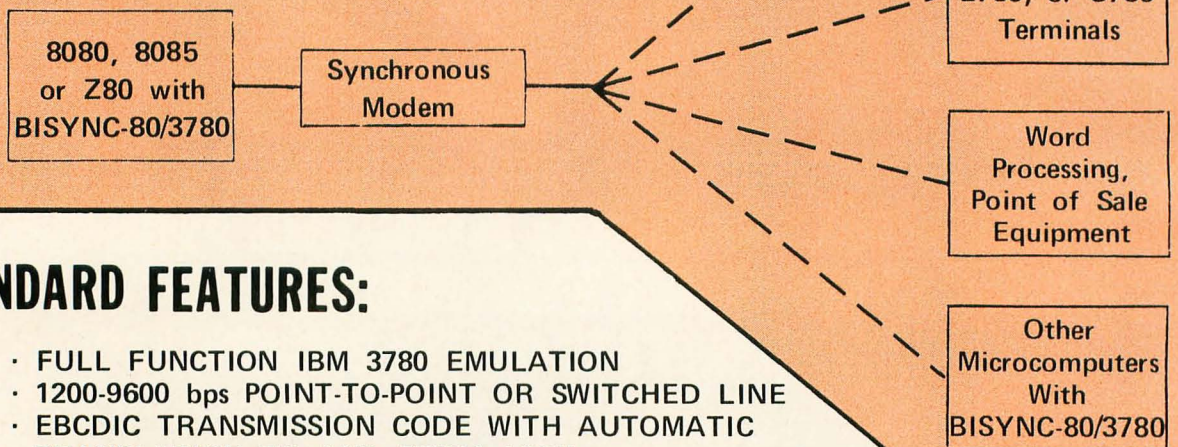 8080, 8085
or Z80 with
BISYNC-80/3780
Synchronous
Modem
Terminals
Word
Processing,
Point of Sale
Equipment
Other
Microcomputers
With
BISYNC-80/3780
FEATURES:
· FULL FUNCTION IBM 3780 EMULATION
· 1200-9600 bps POINT-TO-POINT OR SWITCHED LINE
· EBCDIC TRANSMISSION CODE WITH AUTOMATIC